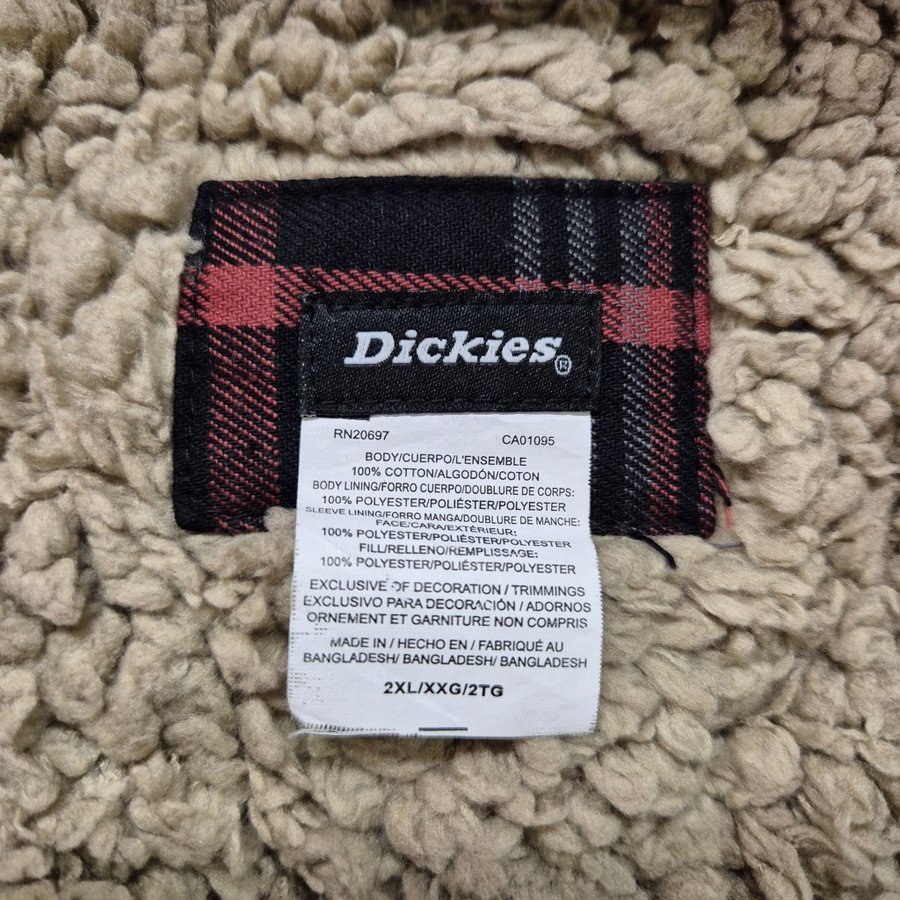 Dickies®
RN20697 CA01095
BODY/CUERPO/L'ENSEMBLE
100% COTTON/ALGODÓN/COTON
BODY LINING/FORRO CUERPO/DOUBLURE DE CORPS:
100% POLYESTER/POLIÉSTER/POLYESTER
SLEEVE LINING/FORRO MANGA/DOUBLURE DE MANCHE:
FACE/CARA/EXTÉRIEUR:
100% POLYESTER/POLIÉSTER/POLYESTER
FILL/RELLENO/REMPLISSAGE:
100% POLYESTER/POLIÉSTER/POLYESTER
EXCLUSIVE OF DECORATION / TRIMMINGS
EXCLUSIVO PARA DECORACIÓN / ADORNOS
ORNEMENT ET GARNITURE NON COMPRIS
MADE IN / HECHO EN / FABRIQUÉ AU
BANGLADESH/ BANGLADESH/ BANGLADESH
2XL/XXG/2TG